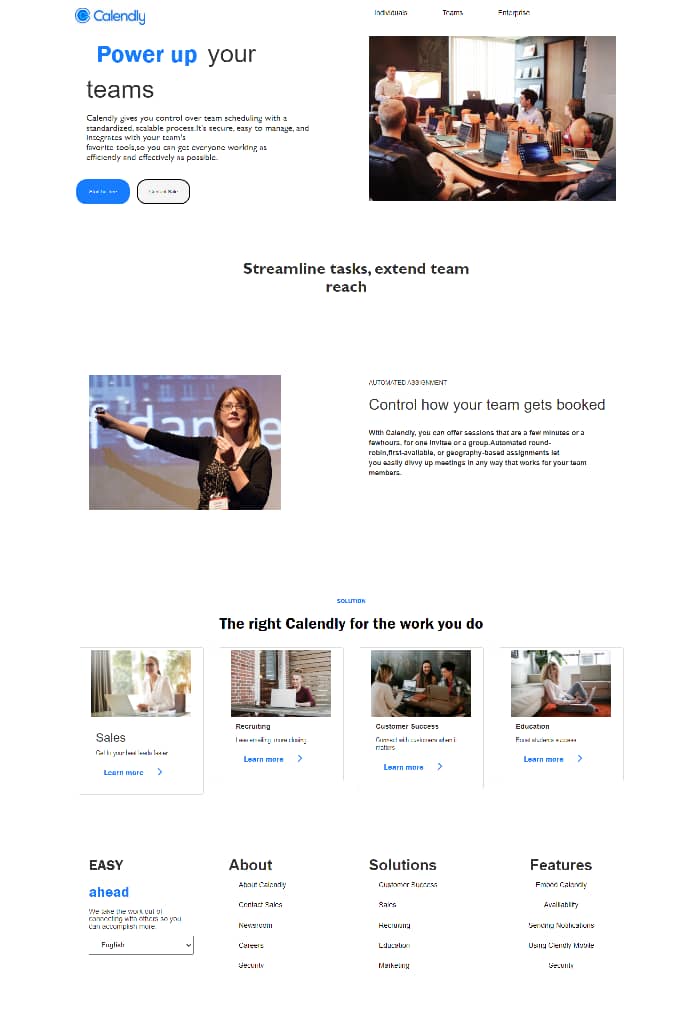 Calendly
Individuals Teams Enterprise
Power up your
teams
Calendly gives you control over team scheduling with a
standardized, scalable process.It's secure, easy to manage, and
integrates with your team's
favorite tools,so you can get everyone working as
efficiently and effectively as possible.
Streamline tasks, extend team
reach
AUTOMATED ASSIGNMENT
Control how your team gets booked
With Calendly, you can offer sessions that are a few minutes or a
fewhours, for one invitee or a group.Automated round-
robin,first-available, or geography-based assignments let
you easily divvy up meetings in any way that works for your team
members.
SOLUTION
The right Calendly for the work you do
Sales
Get to your best leads faster
Learn more
Recruiting
Less emailing, more closing.
Learn more
Customer Success
Connect with customers when it
matters.
Learn more
Education
Boost students success
Learn more
EASY
ahead
We take the work out of
connecting with others so you
can accomplish more.
English
About
About Calendly
Contact Sales
Newsroom
Careers
Security
Solutions
Customer Success
Sales
Recruiting
Education
Marketing
Features
Embed Calendly
Availability
Sending Notifications
Using Clendly Mobile
Security